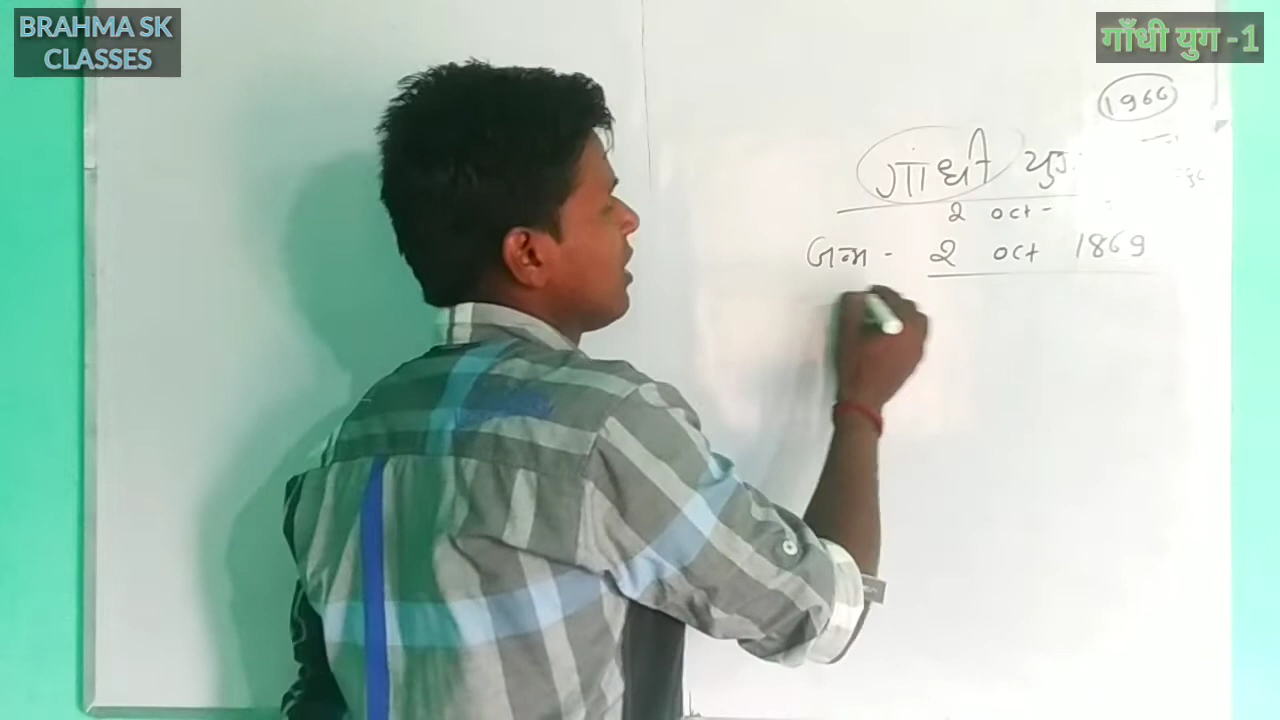 BRAHMA SK
CLASSES
गाँधी युग -1
1966
गांधी युग
2 oct -
जन्म - 2 oct 1869